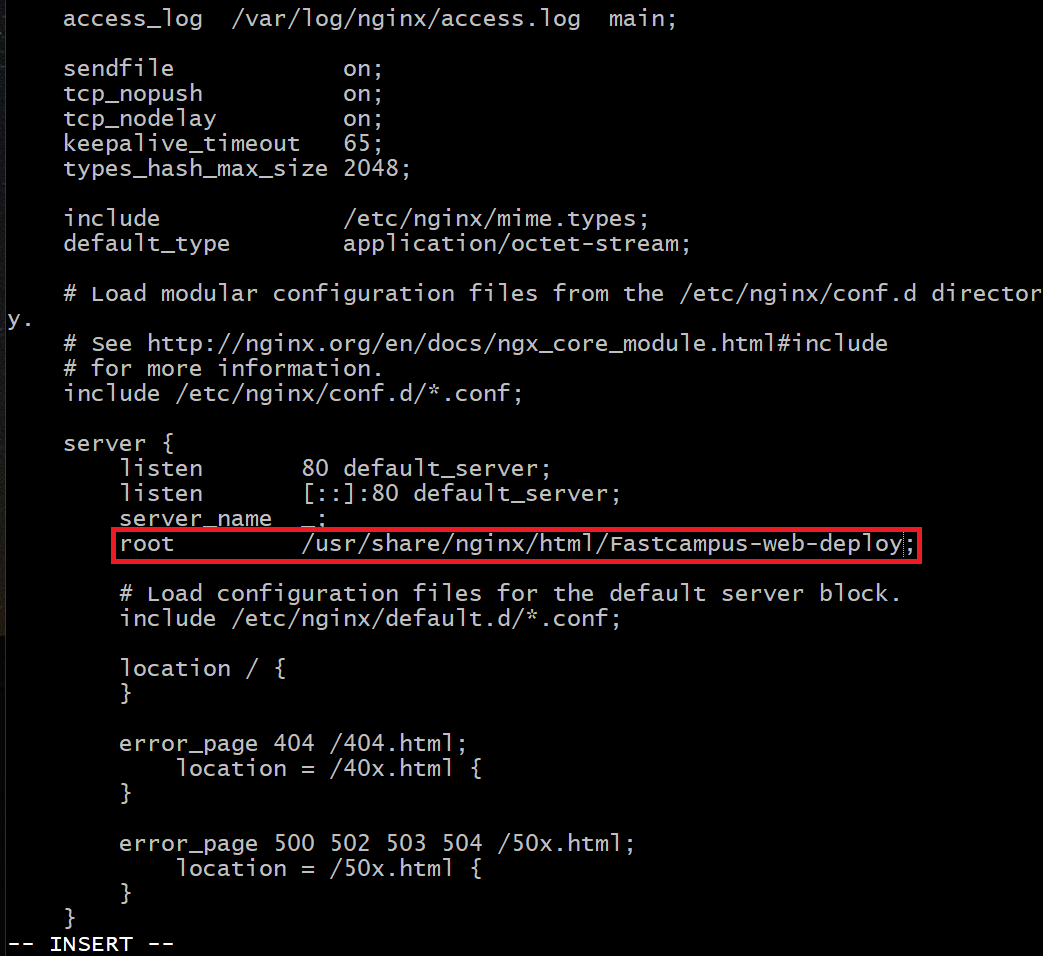 access_log  /var/log/nginx/access.log  main;

    sendfile            on;
    tcp_nopush          on;
    tcp_nodelay         on;
    keepalive_timeout   65;
    types_hash_max_size 2048;

    include             /etc/nginx/mime.types;
    default_type        application/octet-stream;

    # Load modular configuration files from the /etc/nginx/conf.d director
y.
    # See http://nginx.org/en/docs/ngx_core_module.html#include
    # for more information.
    include /etc/nginx/conf.d/*.conf;

    server {
        listen       80 default_server;
        listen       [::]:80 default_server;
        server_name  _;
        root         /usr/share/nginx/html/Fastcampus-web-deploy;

        # Load configuration files for the default server block.
        include /etc/nginx/default.d/*.conf;

        location / {
        }

        error_page 404 /404.html;
            location = /40x.html {
        }

        error_page 500 502 503 504 /50x.html;
            location = /50x.html {
        }
    }
-- INSERT --